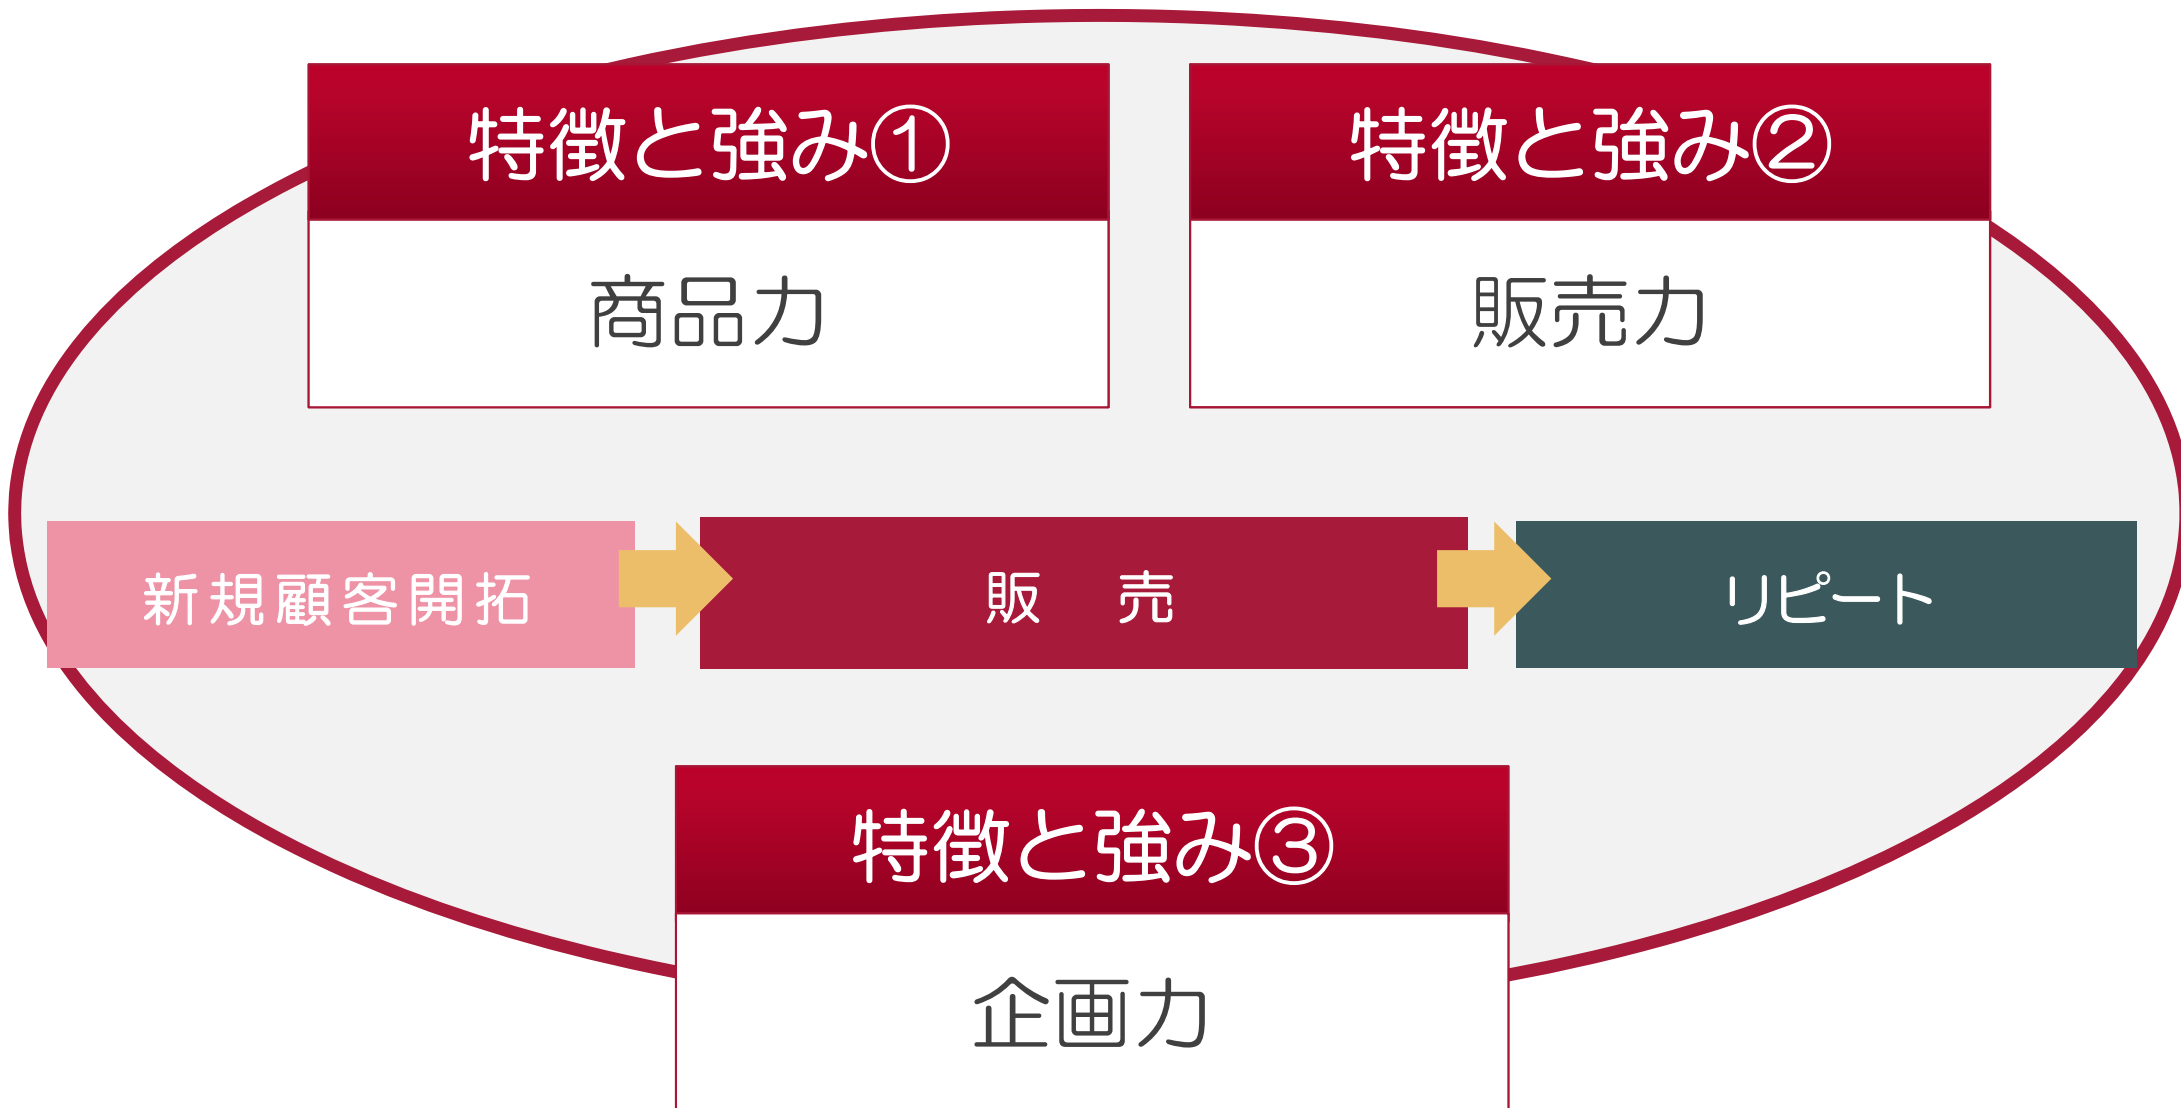 特徴と強み①
商品力
特徴と強み②
販売力
新規顧客開拓
販　売
リピート
特徴と強み③
企画力